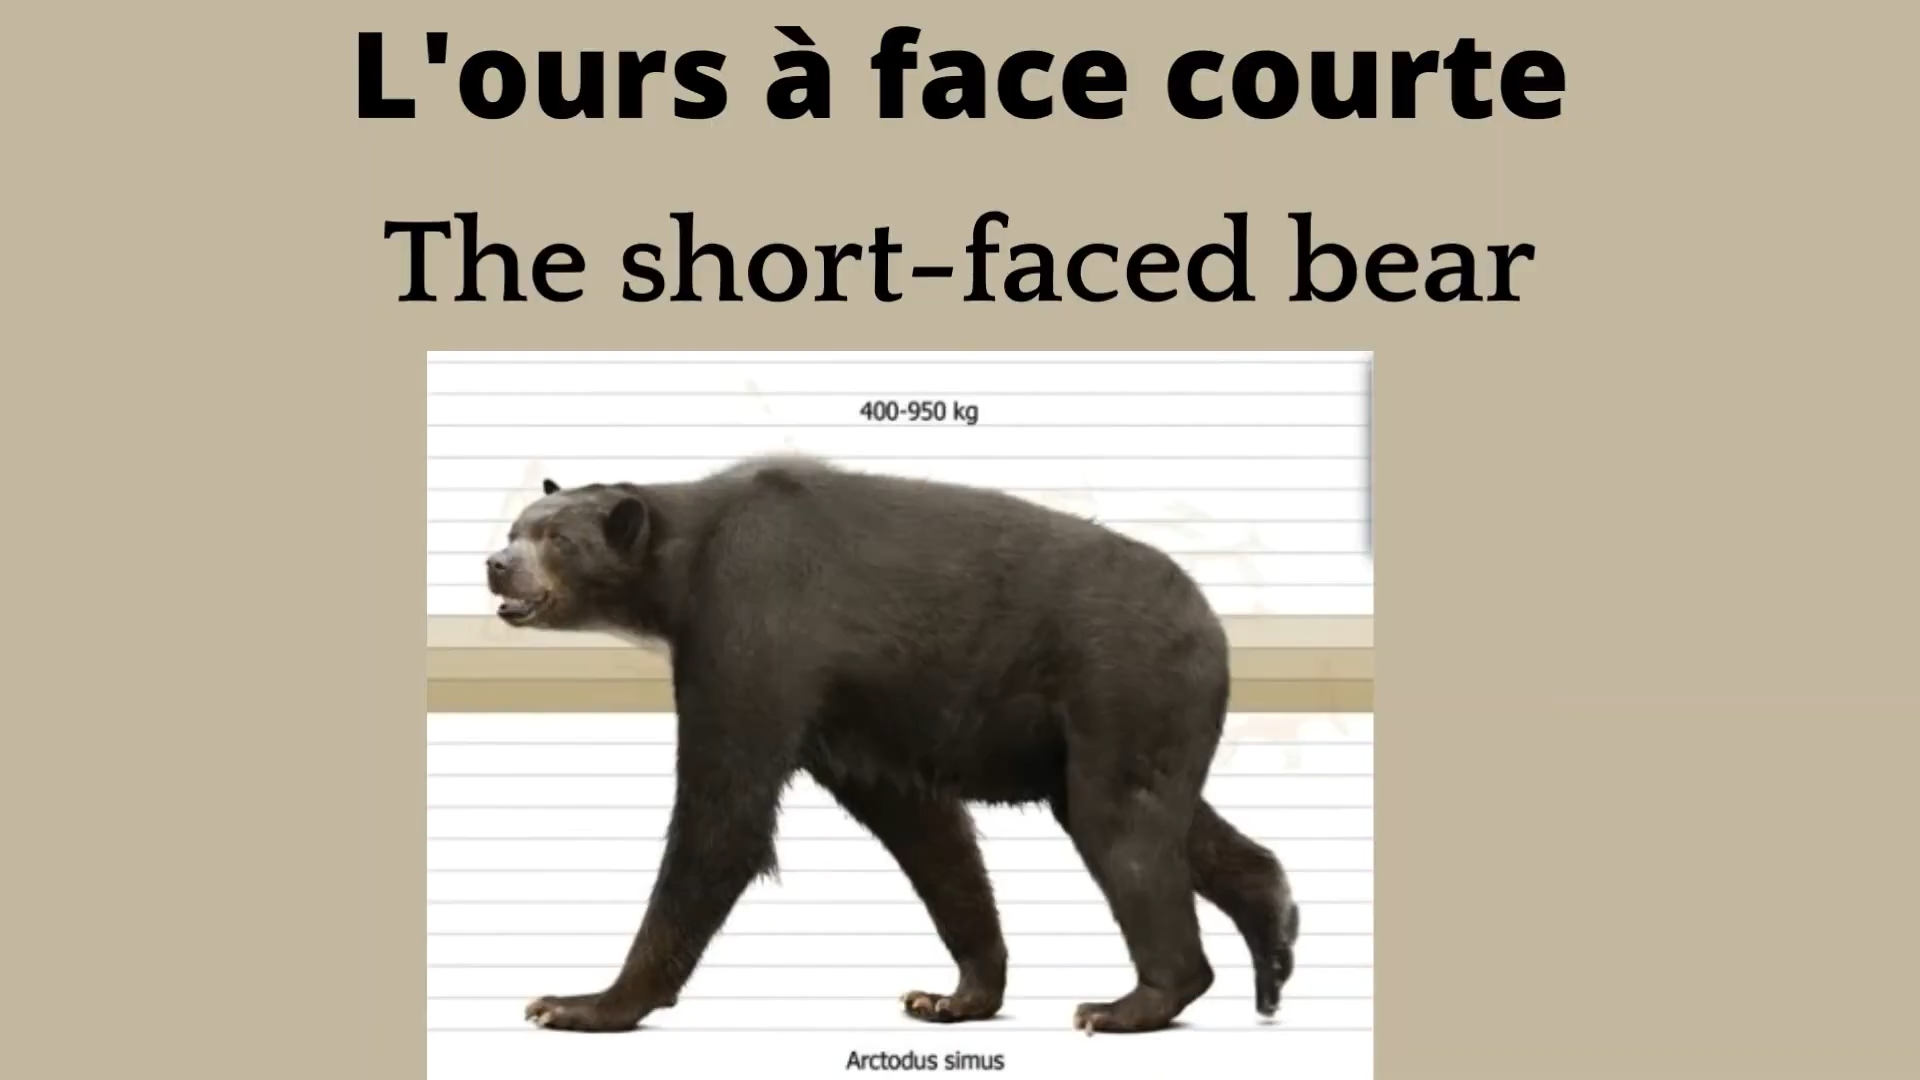 L'ours à face courte
The short-faced bear
400-950 kg
Arctodus simus